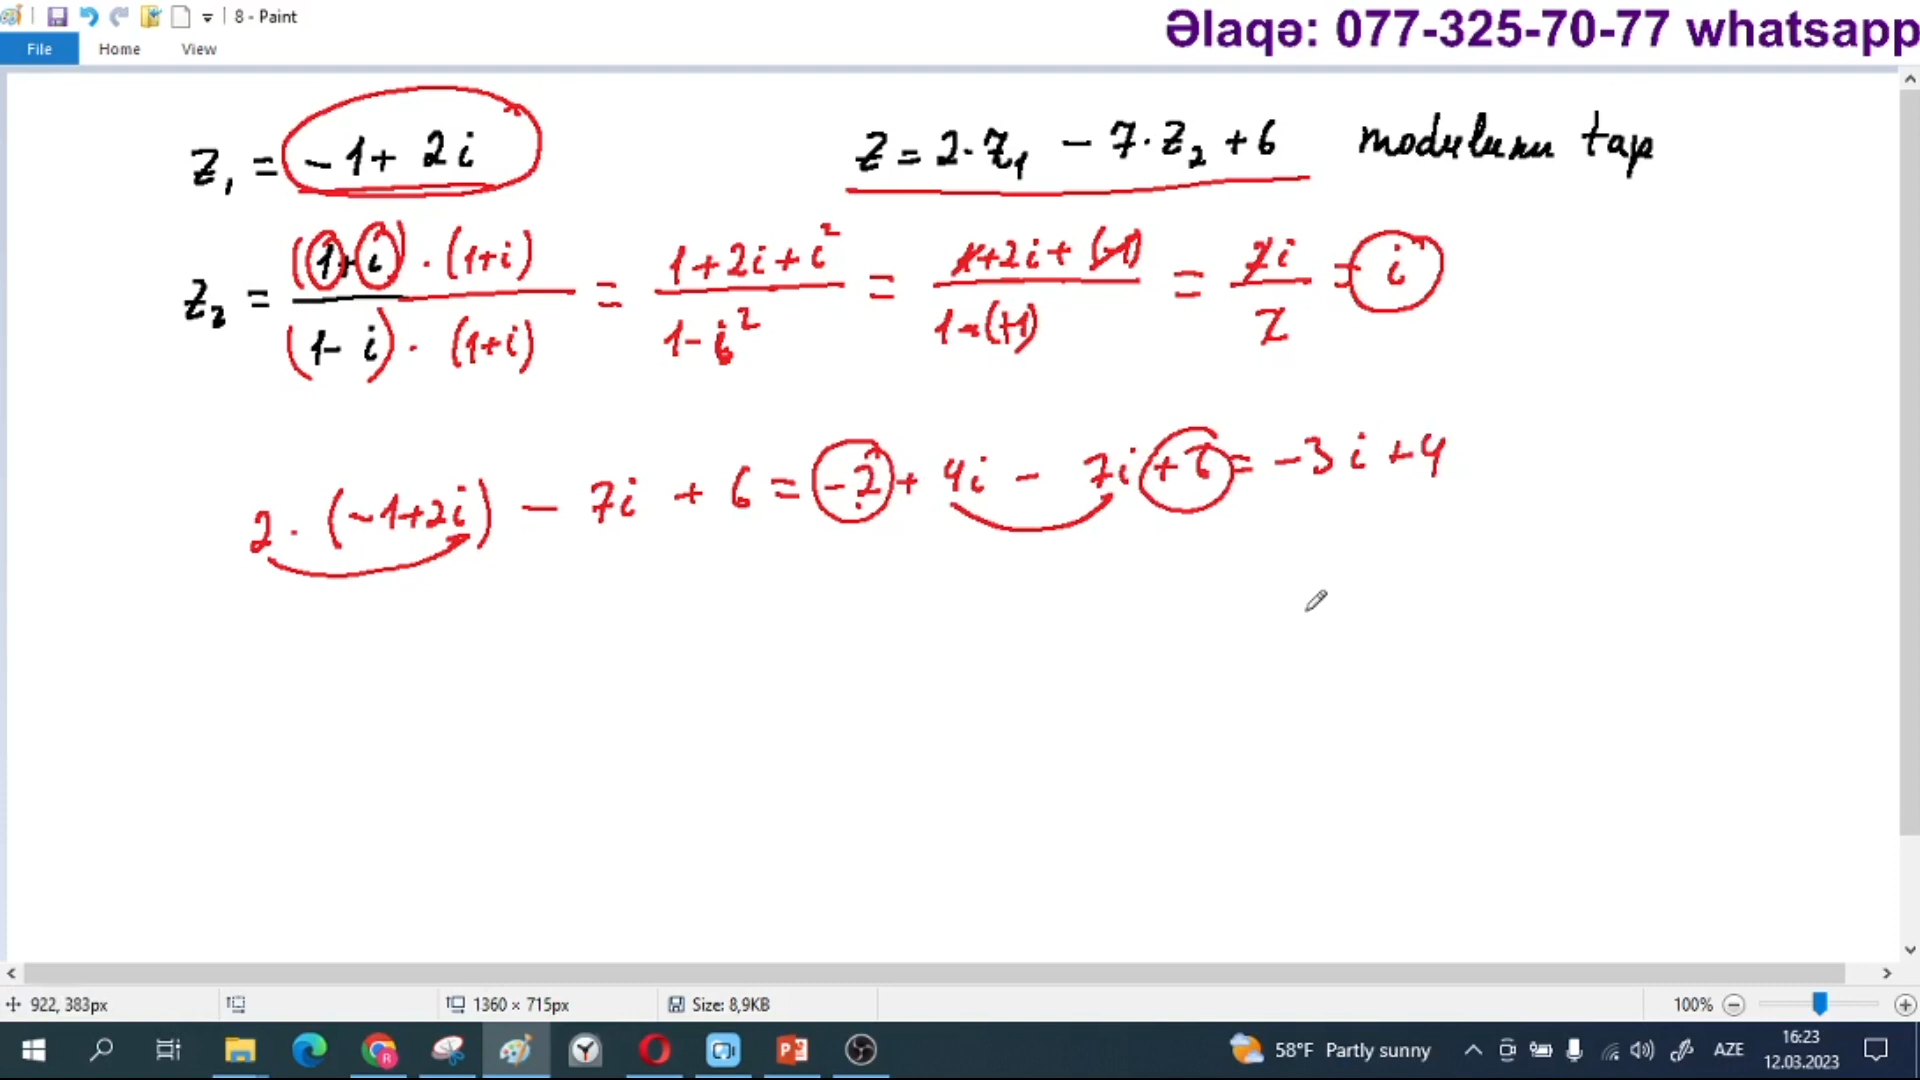 8 - Paint
Əlaqə: 077-325-70-77 whatsapp
File Home View
z₁ = -1 + 2i
z = 2·z₁ - 7·z₂ + 6 modulunu tap
z₂ = (1+i)·(1+i) / (1-i)·(1+i) = 1+2i+i² / 1-i² = 1+2i+(-1) / 1-(-1) = 2i / 2 = i
2·(-1+2i) - 7i + 6 = -2 + 4i - 7i + 6 = -3i + 4
922, 383px 1360 × 715px Size: 8,9KB 100%
58°F Partly sunny AZE 16:23
12.03.2023